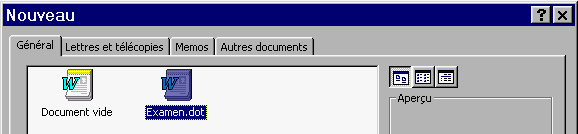 Nouveau
Général Lettres et télécopies Memos Autres documents
Document vide Examen.dot
Aperçu